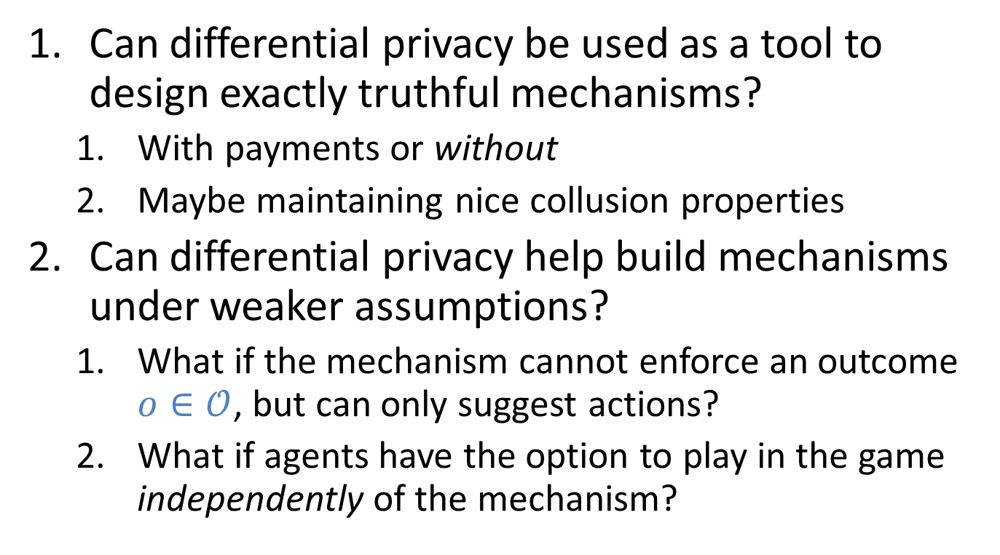 1. Can differential privacy be used as a tool to
design exactly truthful mechanisms?
1. With payments or without
2. Maybe maintaining nice collusion properties
2. Can differential privacy help build mechanisms
under weaker assumptions?
1. What if the mechanism cannot enforce an outcome
𝑜 ∈ 𝒪, but can only suggest actions?
2. What if agents have the option to play in the game
independently of the mechanism?